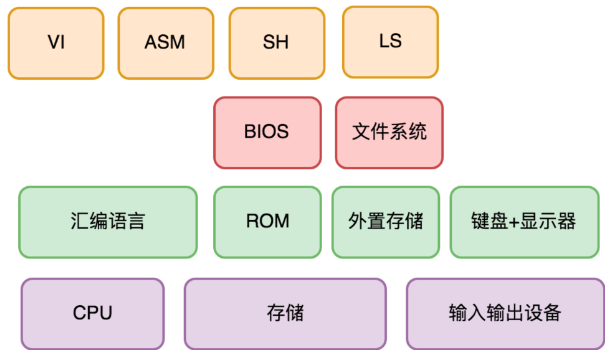 VI
ASM
SH
LS
BIOS
文件系统
汇编语言
ROM
外置存储
键盘+显示器
CPU
存储
输入输出设备